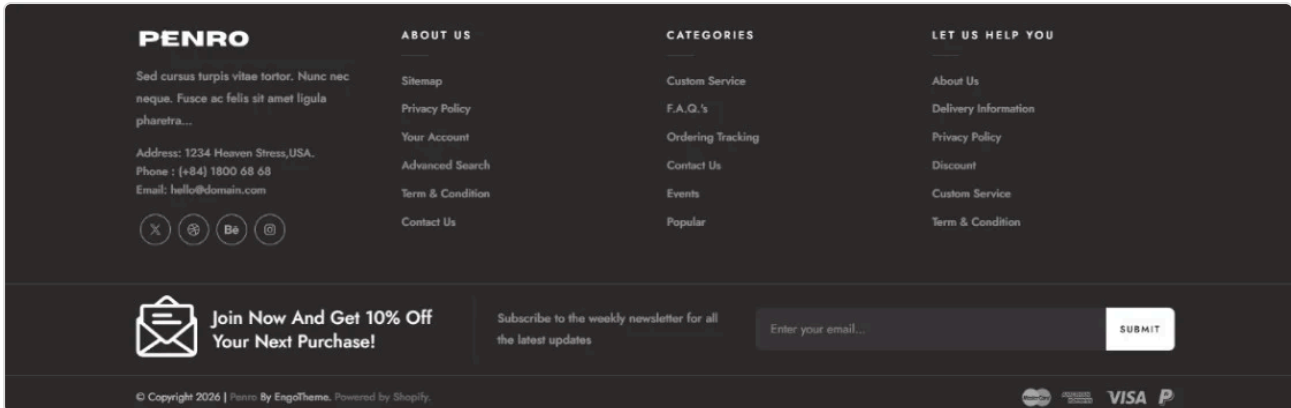 PENRO
Sed cursus turpis vitae tortor. Nunc nec
neque. Fusce ac felis sit amet ligula
pharetra...
Address: 1234 Heaven Stress,USA.
Phone : (+84) 1800 68 68
Email: hello@domain.com
Bē
ABOUT US
Sitemap
Privacy Policy
Your Account
Advanced Search
Term & Condition
Contact Us
CATEGORIES
Custom Service
F.A.Q.'s
Ordering Tracking
Contact Us
Events
Popular
LET US HELP YOU
About Us
Delivery Information
Privacy Policy
Discount
Custom Service
Term & Condition
Join Now And Get 10% Off
Your Next Purchase!
Subscribe to the weekly newsletter for all
the latest updates
Enter your email...
SUBMIT
© Copyright 2026 | Penro By EngoTheme. Powered by Shopify.
VISA